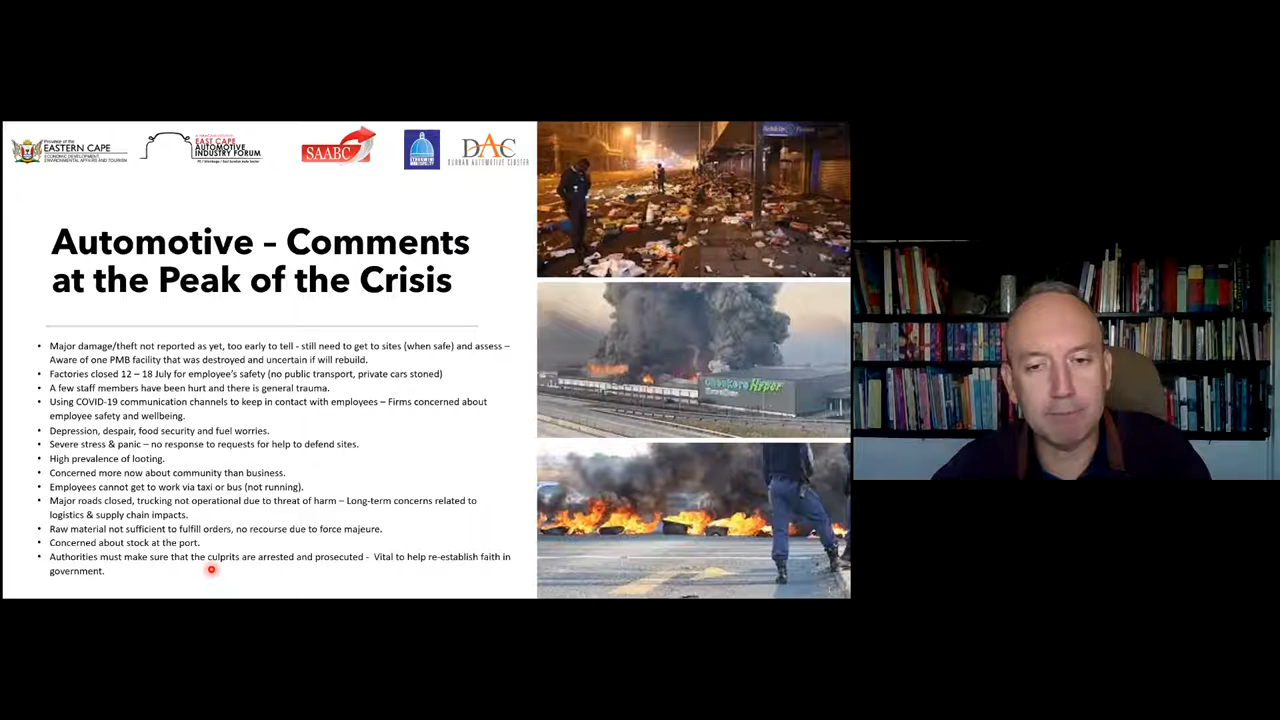 Province of the
EASTERN CAPE
ECONOMIC DEVELOPMENT
ENVIRONMENTAL AFFAIRS AND TOURISM
EAST CAPE
AUTOMOTIVE
INDUSTRY FORUM
SAABC
DAC
DURBAN AUTOMOTIVE CLUSTER
Automotive – Comments
at the Peak of the Crisis
• Major damage/theft not reported as yet, too early to tell - still need to get to sites (when safe) and assess –
Aware of one PMB facility that was destroyed and uncertain if will rebuild.
• Factories closed 12 – 18 July for employee's safety (no public transport, private cars stoned)
• A few staff members have been hurt and there is general trauma.
• Using COVID-19 communication channels to keep in contact with employees – Firms concerned about
employee safety and wellbeing.
• Depression, despair, food security and fuel worries.
• Severe stress & panic – no response to requests for help to defend sites.
• High prevalence of looting.
• Concerned more now about community than business.
• Employees cannot get to work via taxi or bus (not running).
• Major roads closed, trucking not operational due to threat of harm – Long-term concerns related to
logistics & supply chain impacts.
• Raw material not sufficient to fulfill orders, no recourse due to force majeure.
• Concerned about stock at the port.
• Authorities must make sure that the culprits are arrested and prosecuted - Vital to help re-establish faith in
government.
Checkers Hyper